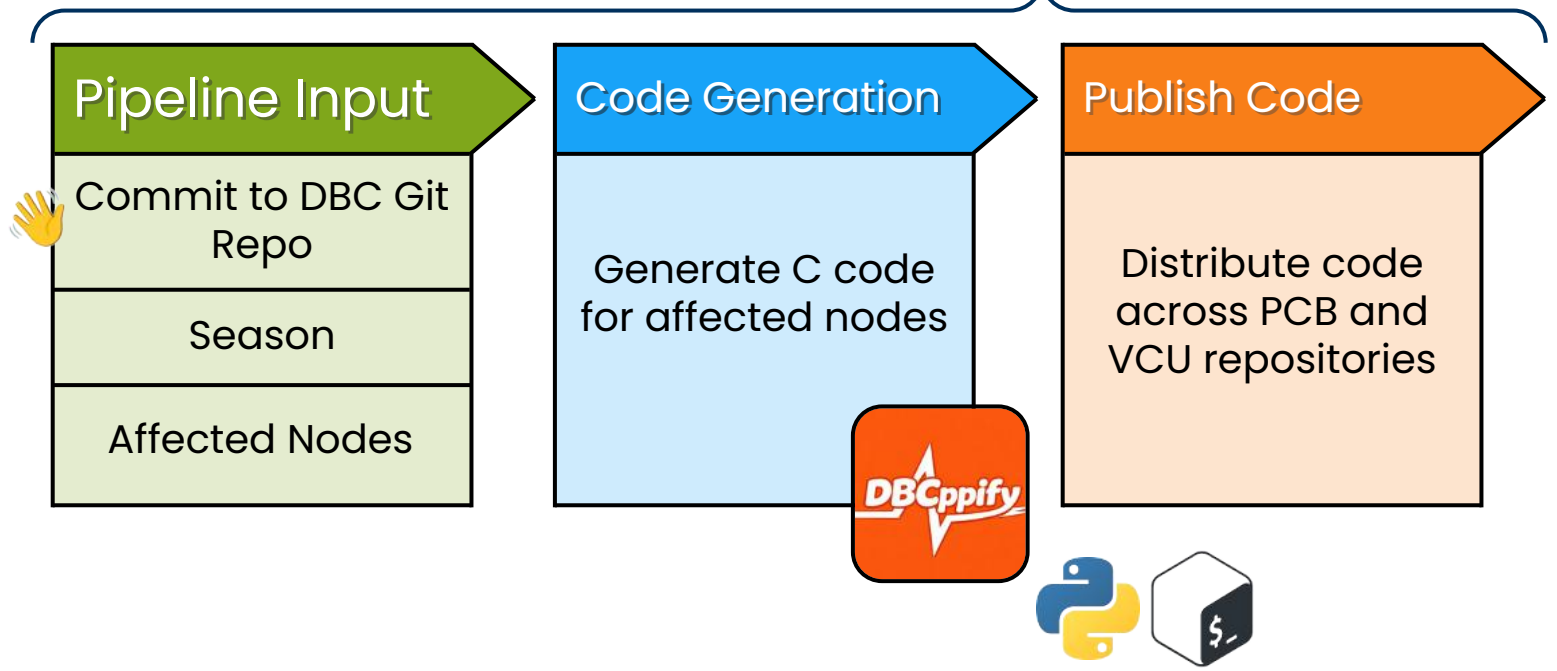 Pipeline Input
Commit to DBC Git
Repo
Season
Affected Nodes
Code Generation
Generate C code
for affected nodes
DBCppify
Publish Code
Distribute code
across PCB and
VCU repositories
$_